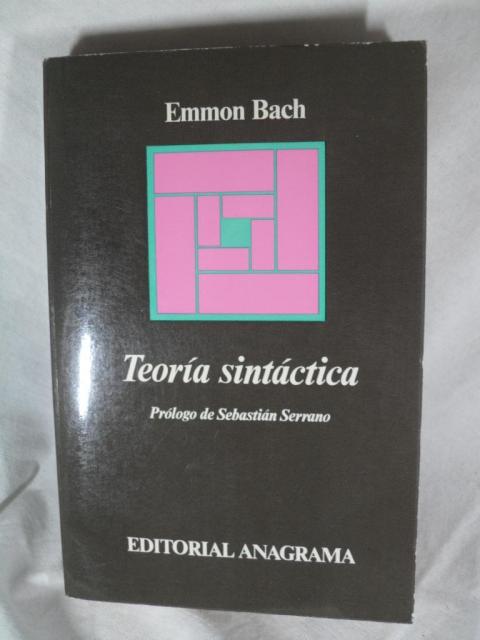 Emmon Bach
Teoría sintáctica
Prólogo de Sebastián Serrano
EDITORIAL ANAGRAMA